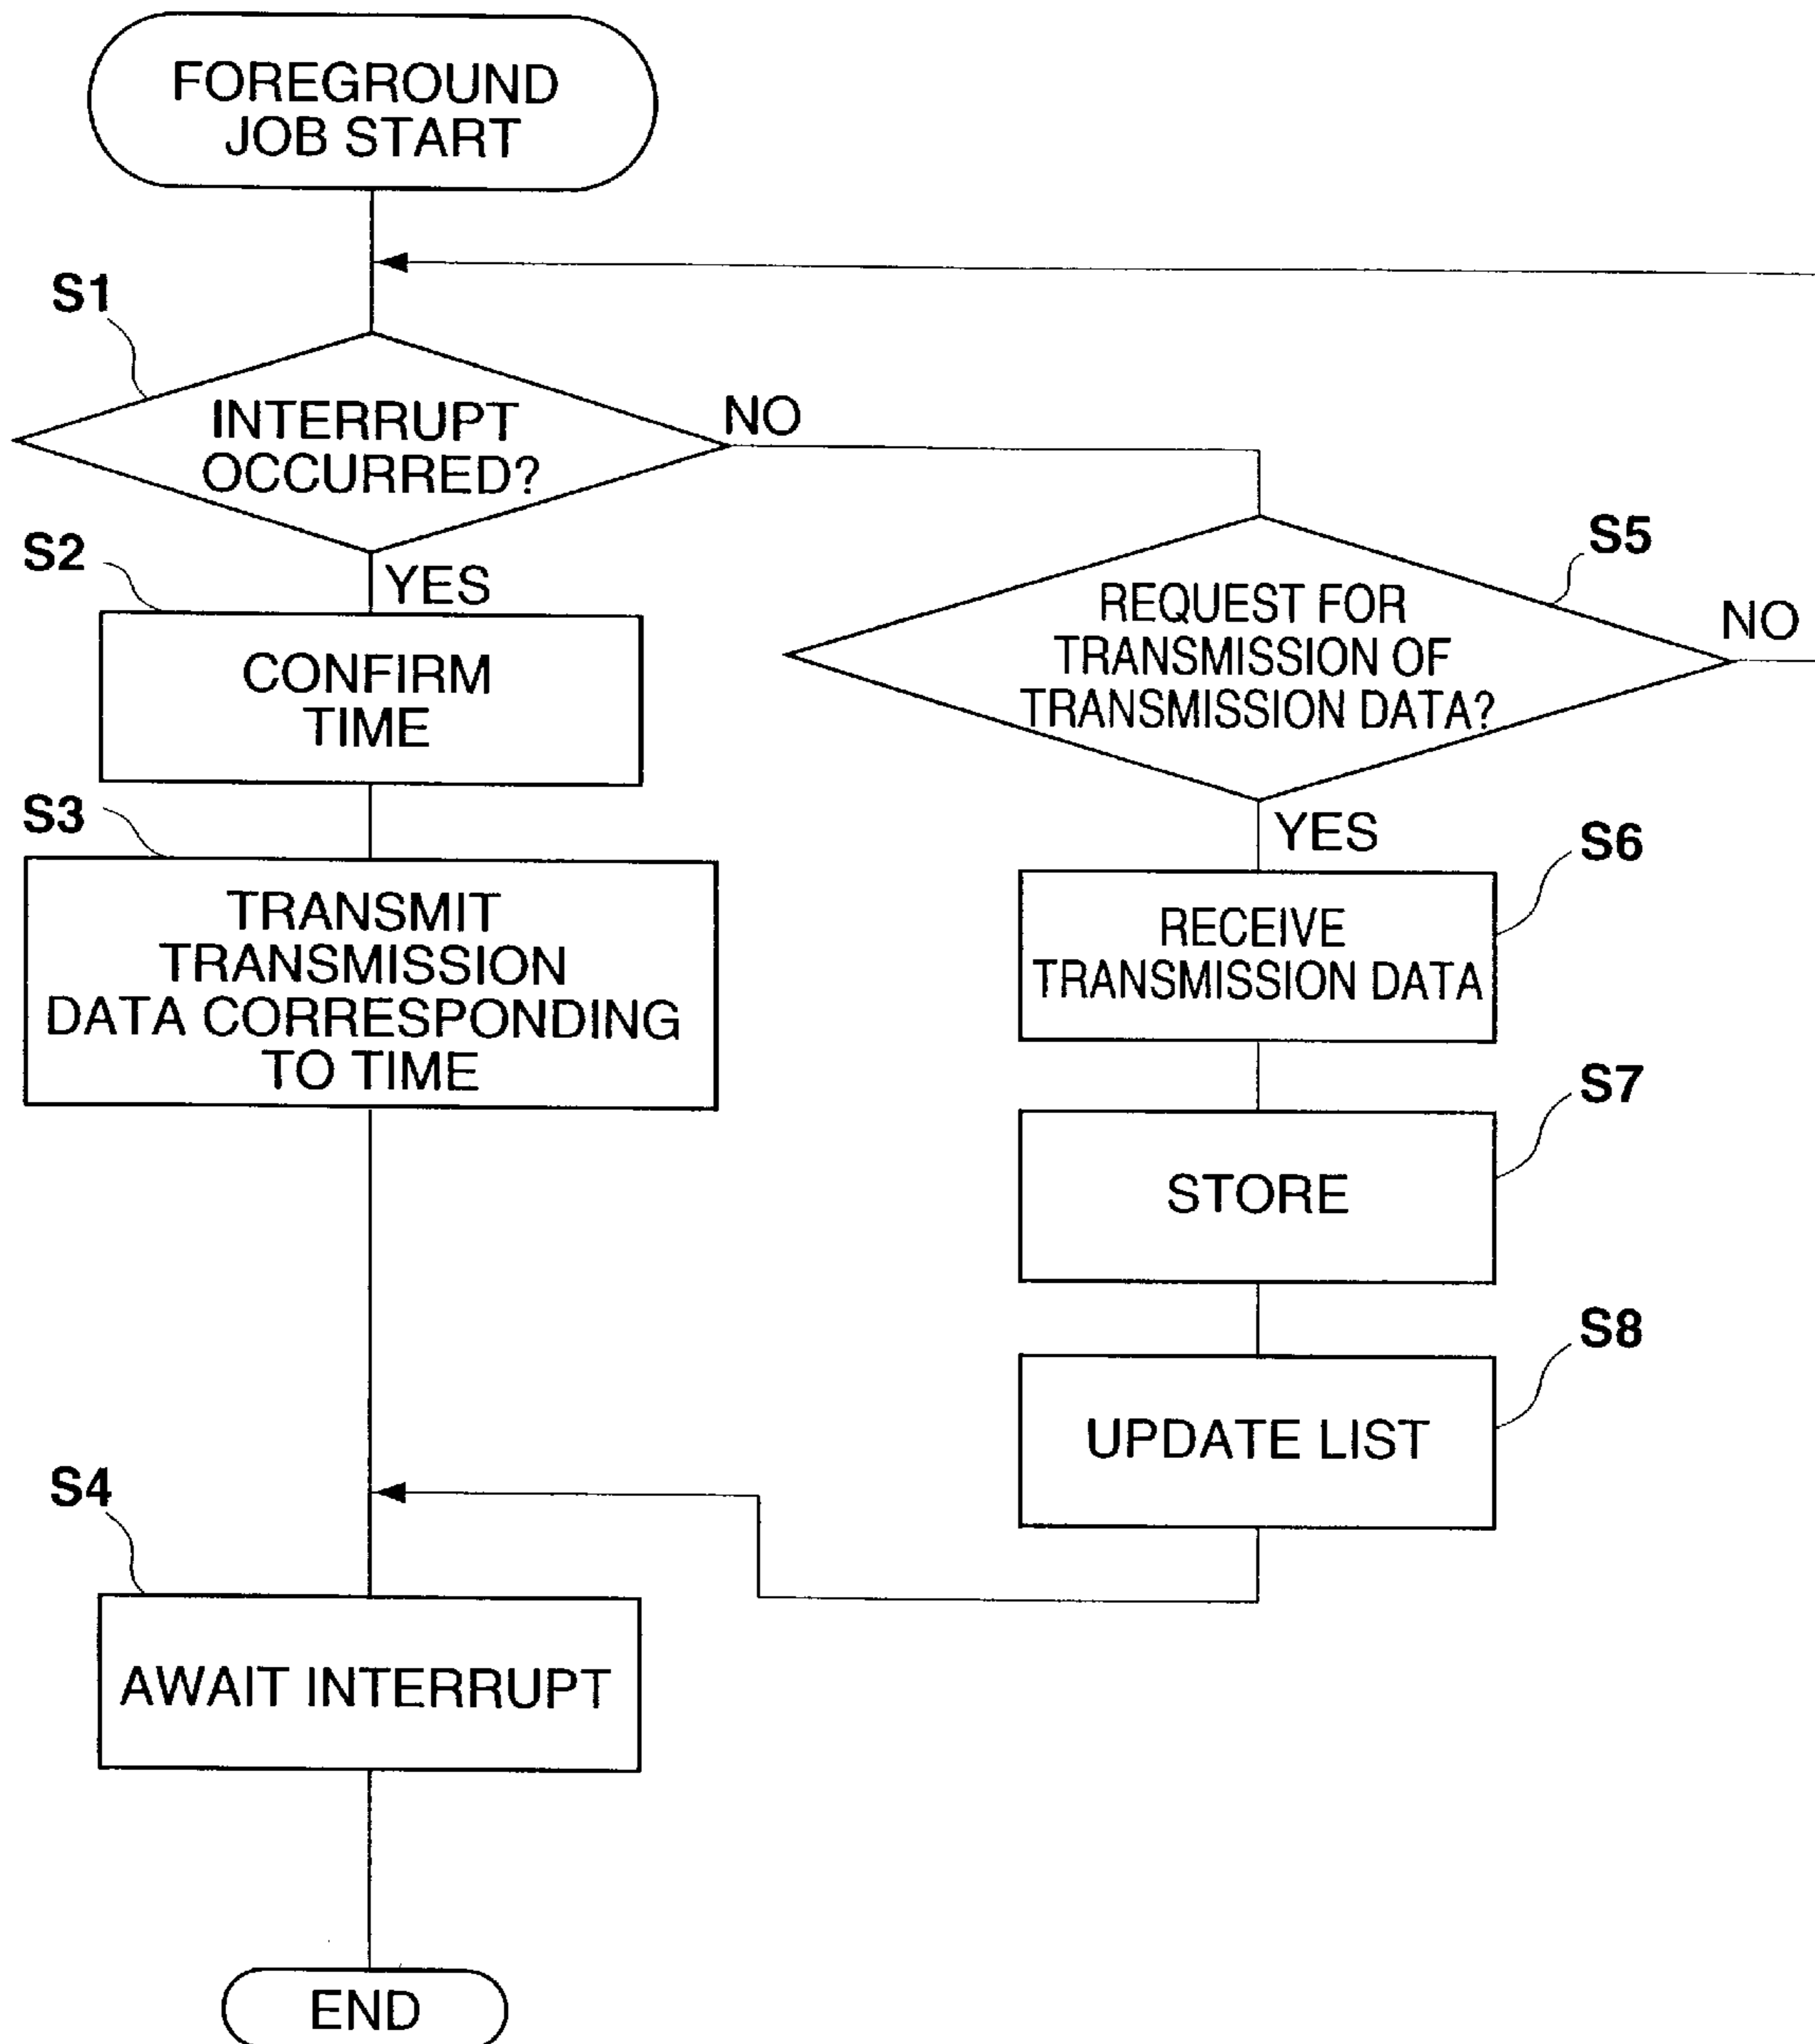 FOREGROUND
JOB START
S1
INTERRUPT
OCCURRED?
NO
S2
YES
CONFIRM
TIME
S3
TRANSMIT
TRANSMISSION
DATA CORRESPONDING
TO TIME
S4
AWAIT INTERRUPT
END
S5
REQUEST FOR
TRANSMISSION OF
TRANSMISSION DATA?
NO
YES
S6
RECEIVE
TRANSMISSION DATA
S7
STORE
S8
UPDATE LIST